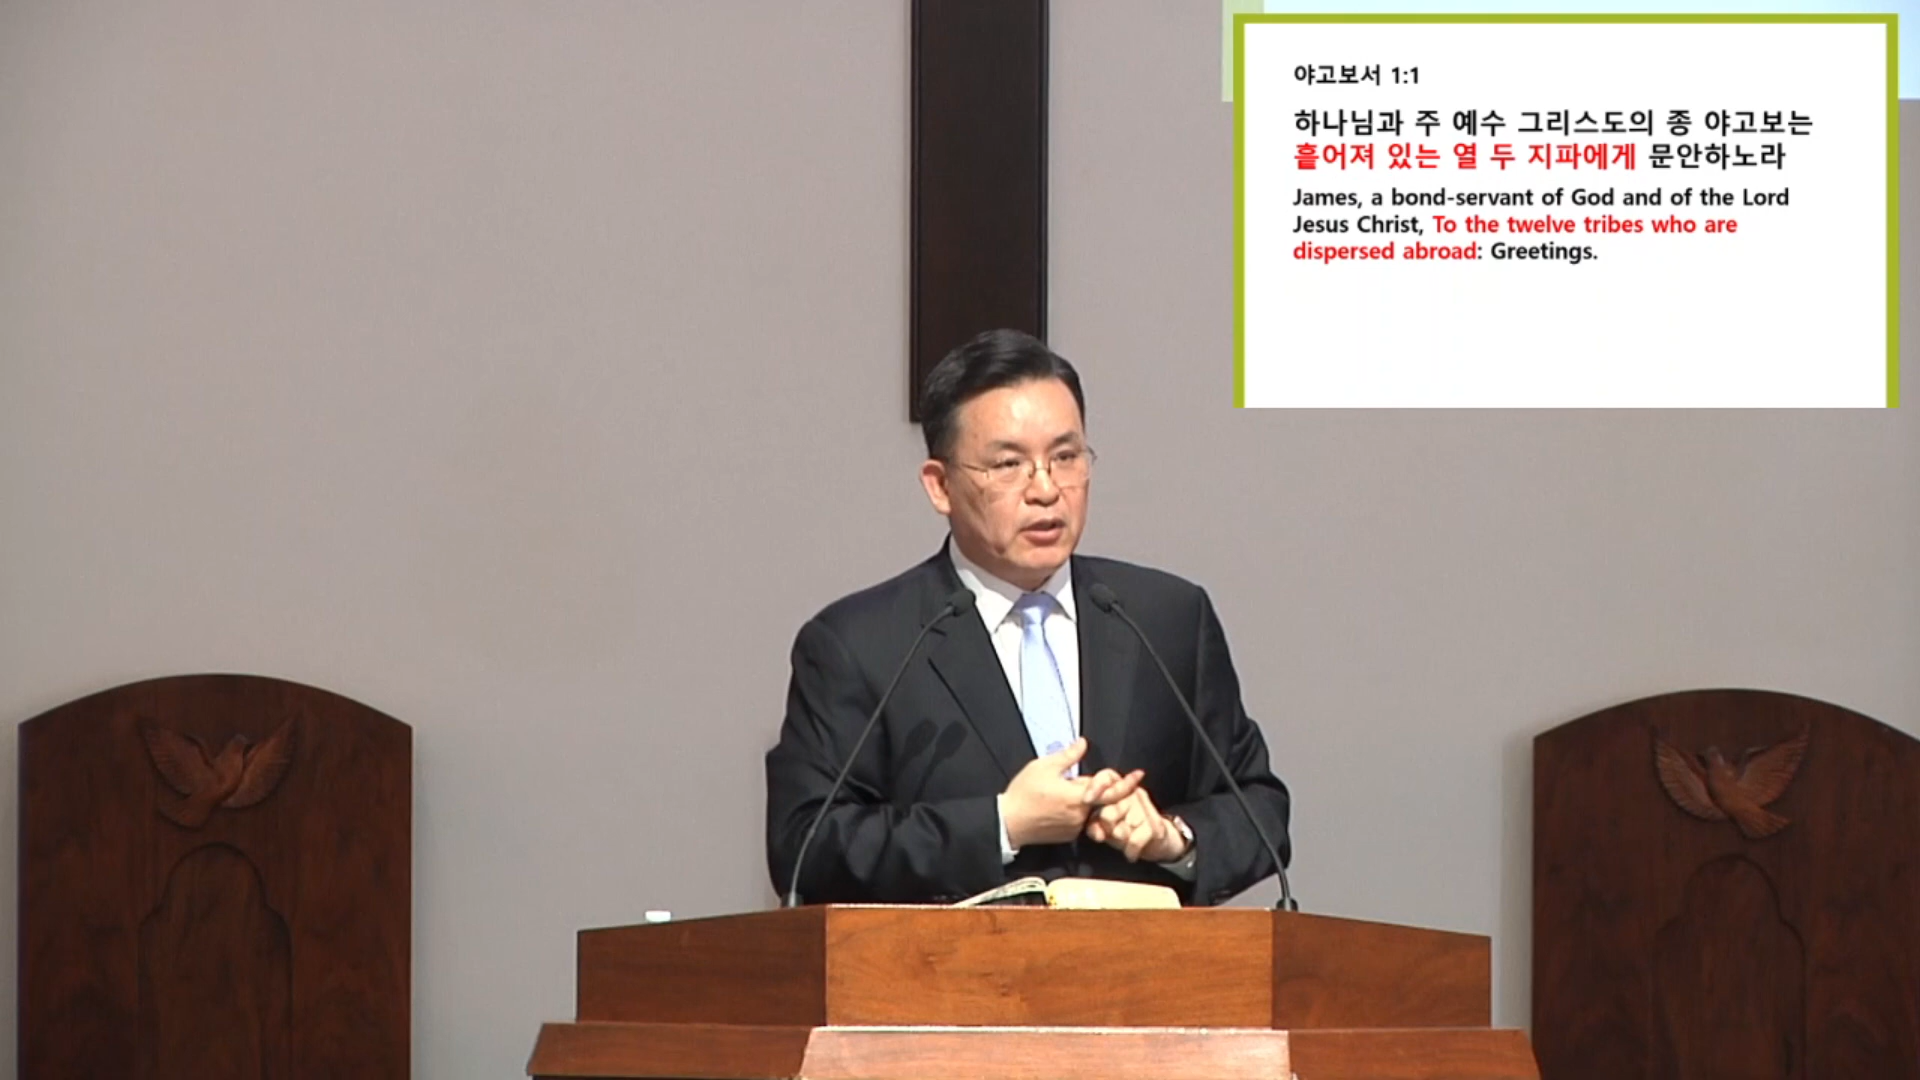 야고보서 1:1
하나님과 주 예수 그리스도의 종 야고보는
흩어져 있는 열 두 지파에게 문안하노라
James, a bond-servant of God and of the Lord
Jesus Christ, To the twelve tribes who are
dispersed abroad: Greetings.